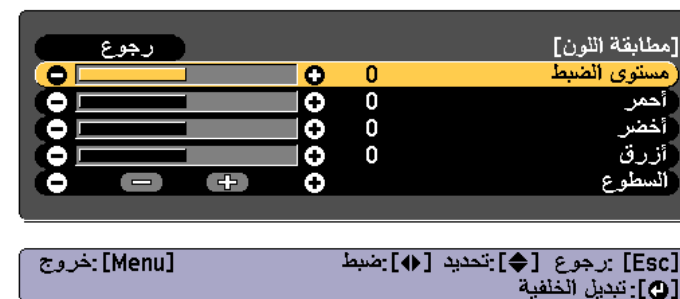 [مطابقة اللون]
رجوع
مستوى الضبط 0
أحمر 0
أخضر 0
أزرق 0
السطوع
[Esc] :رجوع [◆]:تحديد [◀▶]:ضبط [Menu]:خروج
[↵]:تبديل الخلفية